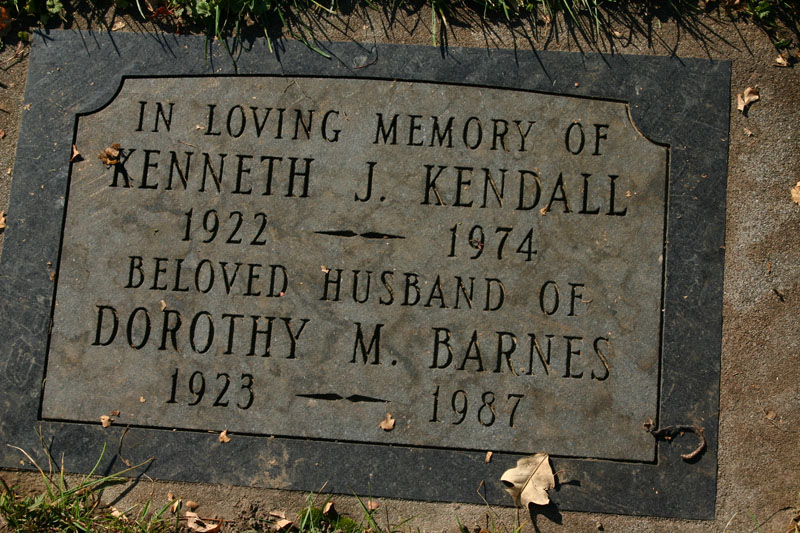 IN LOVING MEMORY OF
KENNETH J. KENDALL
1922 — 1974
BELOVED HUSBAND OF
DOROTHY M. BARNES
1923 — 1987